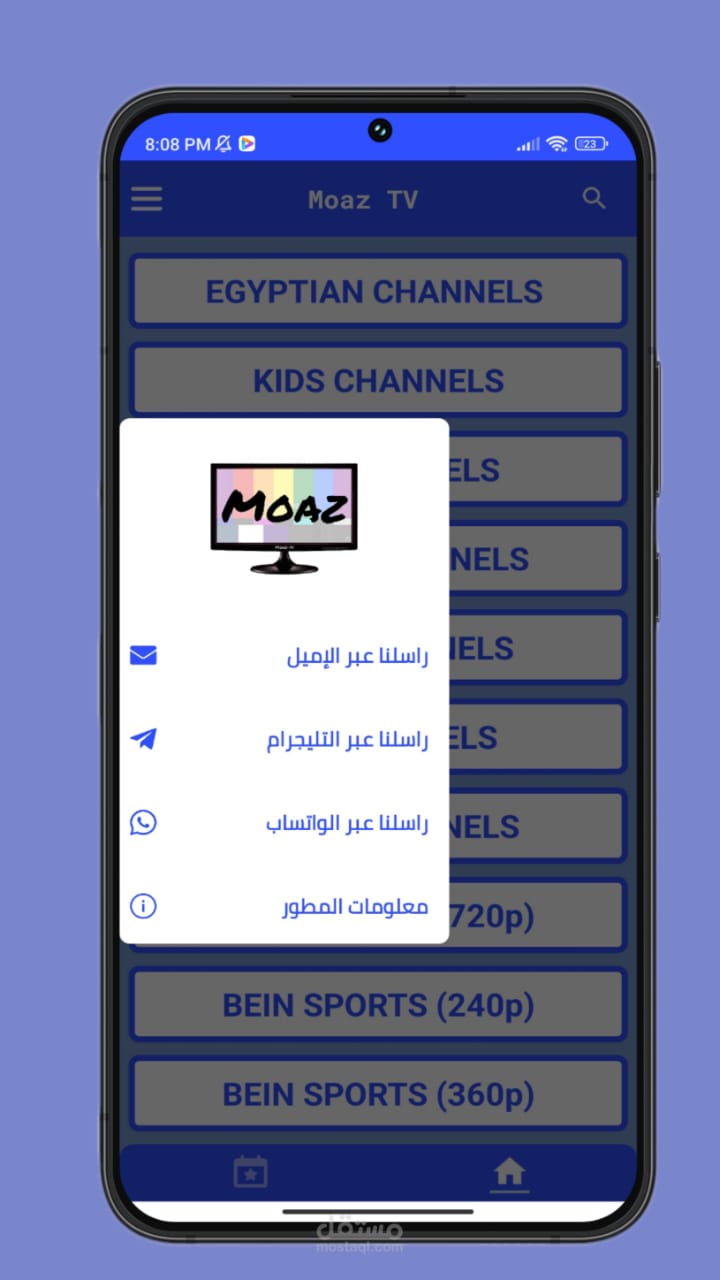 8:08 PM
23
Moaz TV
EGYPTIAN CHANNELS
KIDS CHANNELS
ELS
NELS
NELS
ELS
NELS
720p)
BEIN SPORTS (240p)
BEIN SPORTS (360p)
MOAZ
راسلنا عبر الإميل
راسلنا عبر التليجرام
راسلنا عبر الواتساب
معلومات المطور
مستقل
mostaql.com